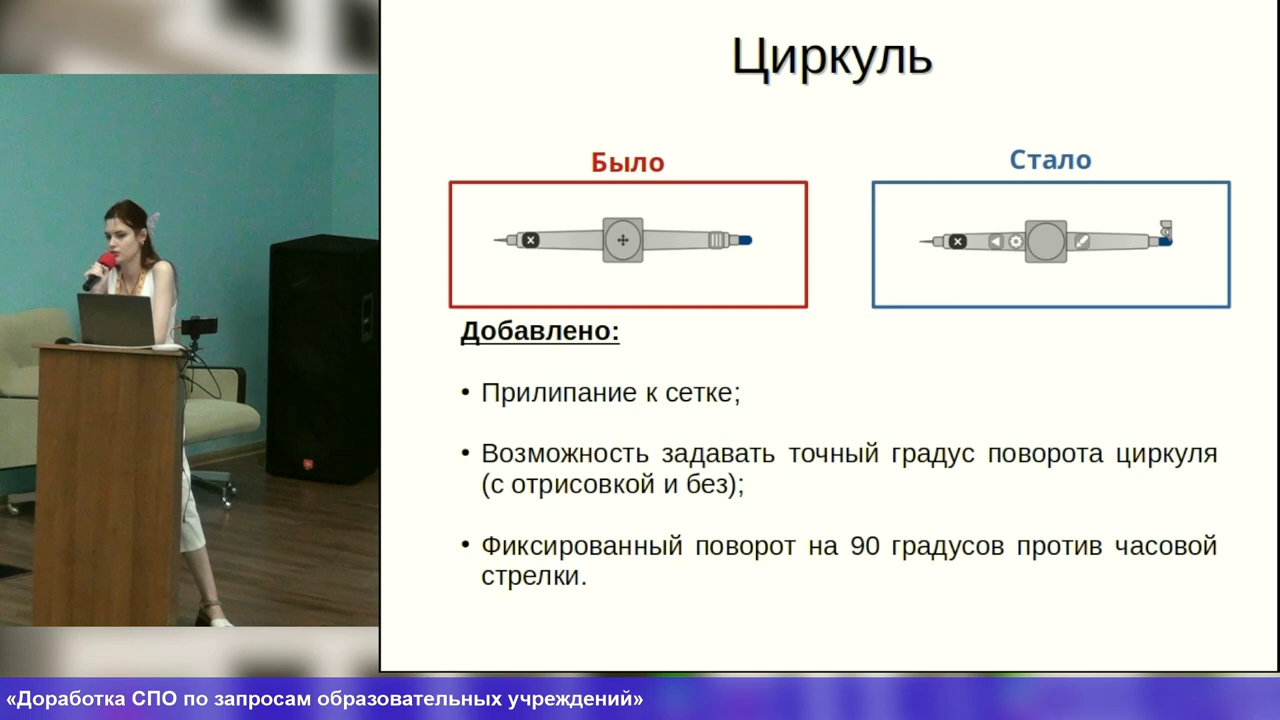 Циркуль
Было
Стало
Добавлено:
• Прилипание к сетке;
• Возможность задавать точный градус поворота циркуля
(с отрисовкой и без);
• Фиксированный поворот на 90 градусов против часовой
стрелки.
«Доработка СПО по запросам образовательных учреждений»